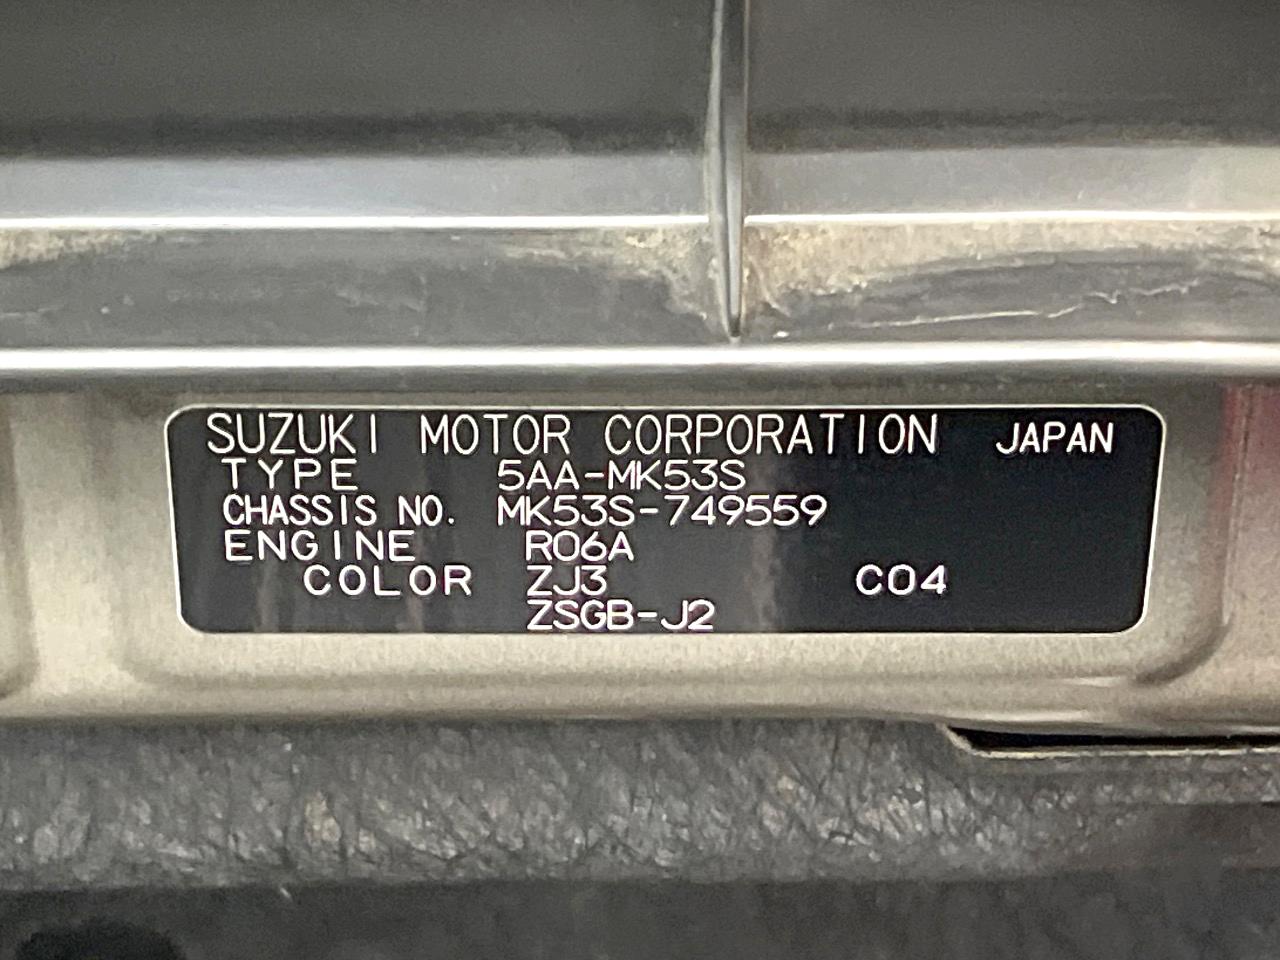 SUZUKI MOTOR CORPORATION JAPAN
TYPE 5AA-MK53S
CHASSIS NO. MK53S-749559
ENGINE R06A
COLOR ZJ3 C04
ZSGB-J2